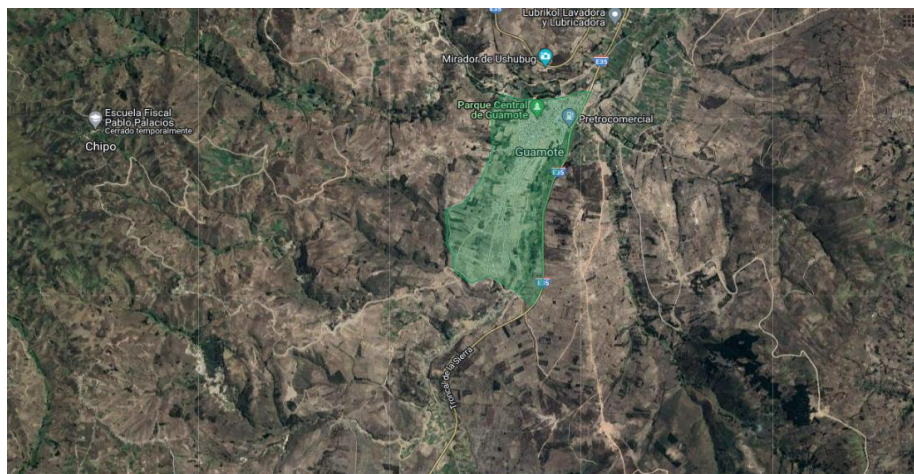 Lubrikol Lavadora
y Lubricadora
E35
Mirador de Ushubug
E35
Parque Central
de Guamote
Pretrocomercial
Escuela Fiscal
Pablo Palacios
Cerrado temporalmente
Chipo
Guamote
E35
E35
Troncal de la Sierra